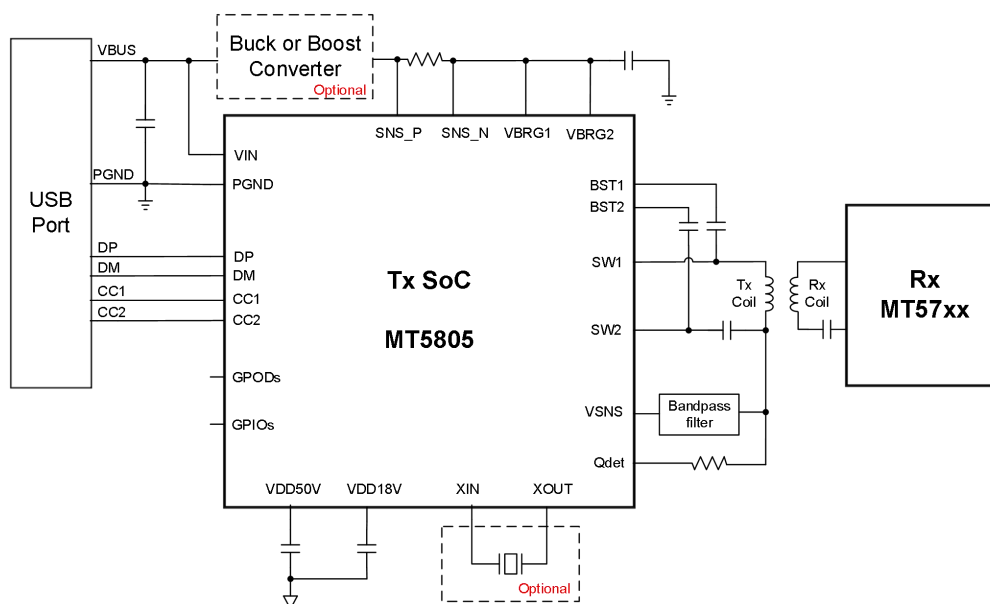 VBUS
Buck or Boost
Converter
Optional
SNS_P
SNS_N
VBRG1
VBRG2
VIN
PGND
PGND
USB
Port
BST1
BST2
DP
DP
DM
DM
CC1
CC1
CC2
CC2
Tx SoC
MT5805
SW1
SW2
Tx
Coil
Rx
Coil
Rx
MT57xx
GPODs
GPIOs
VSNS
Bandpass
filter
Qdet
VDD50V
VDD18V
XIN
XOUT
Optional